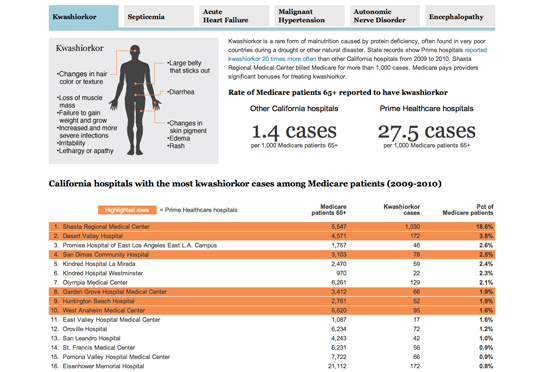 Kwashiorkor
Septicemia
Acute
Heart Failure
Malignant
Hypertension
Autonomic
Nerve Disorder
Encephalopathy
Kwashiorkor
•Changes in hair
color or texture
•Loss of muscle
mass
•Failure to gain
weight and grow
•Increased and more
severe infections
•Irritability
•Lethargy or apathy
•Large belly
that sticks out
•Diarrhea
•Changes in
skin pigment
•Edema
•Rash
Kwashiorkor is a rare form of malnutrition caused by protein deficiency, often found in very poor
countries during a drought or other natural disaster. State records show Prime hospitals reported
kwashiorkor 20 times more often than other California hospitals from 2009 to 2010, Shasta
Regional Medical Center billed Medicare for more than 1,000 cases. Medicare pays providers
significant bonuses for treating kwashiorkor.
Rate of Medicare patients 65+ reported to have kwashiorkor
Other California hospitals
1.4 cases
per 1,000 Medicare patients 65+
Prime Healthcare hospitals
27.5 cases
per 1,000 Medicare patients 65+
California hospitals with the most kwashiorkor cases among Medicare patients (2009-2010)
Highlighted rows = Prime Healthcare hospitals
Medicare patients 65+ Kwashiorkor cases Pct of Medicare patients
1. Shasta Regional Medical Center 5,547 1,030 18.6%
2. Desert Valley Hospital 4,571 172 3.8%
3. Promise Hospital of East Los Angeles East L.A. Campus 1,757 46 2.6%
4. San Dimas Community Hospital 3,103 78 2.5%
5. Kindred Hospital La Mirada 2,470 59 2.4%
6. Kindred Hospital Westminster 970 22 2.3%
7. Olympia Medical Center 6,261 129 2.1%
8. Garden Grove Hospital Medical Center 3,412 66 1.9%
9. Huntington Beach Hospital 2,761 52 1.9%
10. West Anaheim Medical Center 5,820 95 1.6%
11. East Valley Hospital Medical Center 1,087 17 1.6%
12. Oroville Hospital 6,234 72 1.2%
13. San Leandro Hospital 4,243 42 1.0%
14. St. Francis Medical Center 6,231 56 0.9%
15. Pomona Valley Hospital Medical Center 7,722 66 0.9%
16. Eisenhower Memorial Hospital 21,112 172 0.8%